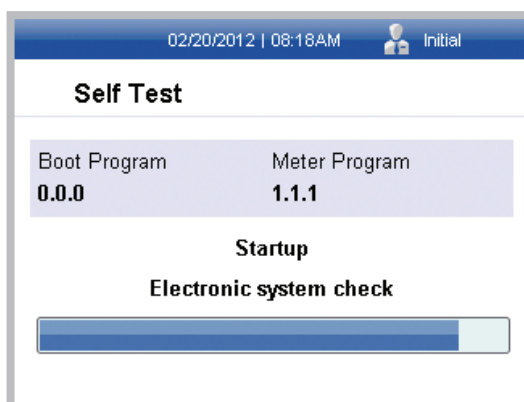 02/20/2012 | 08:18AM Initial
Self Test
Boot Program Meter Program
0.0.0 1.1.1
Startup
Electronic system check